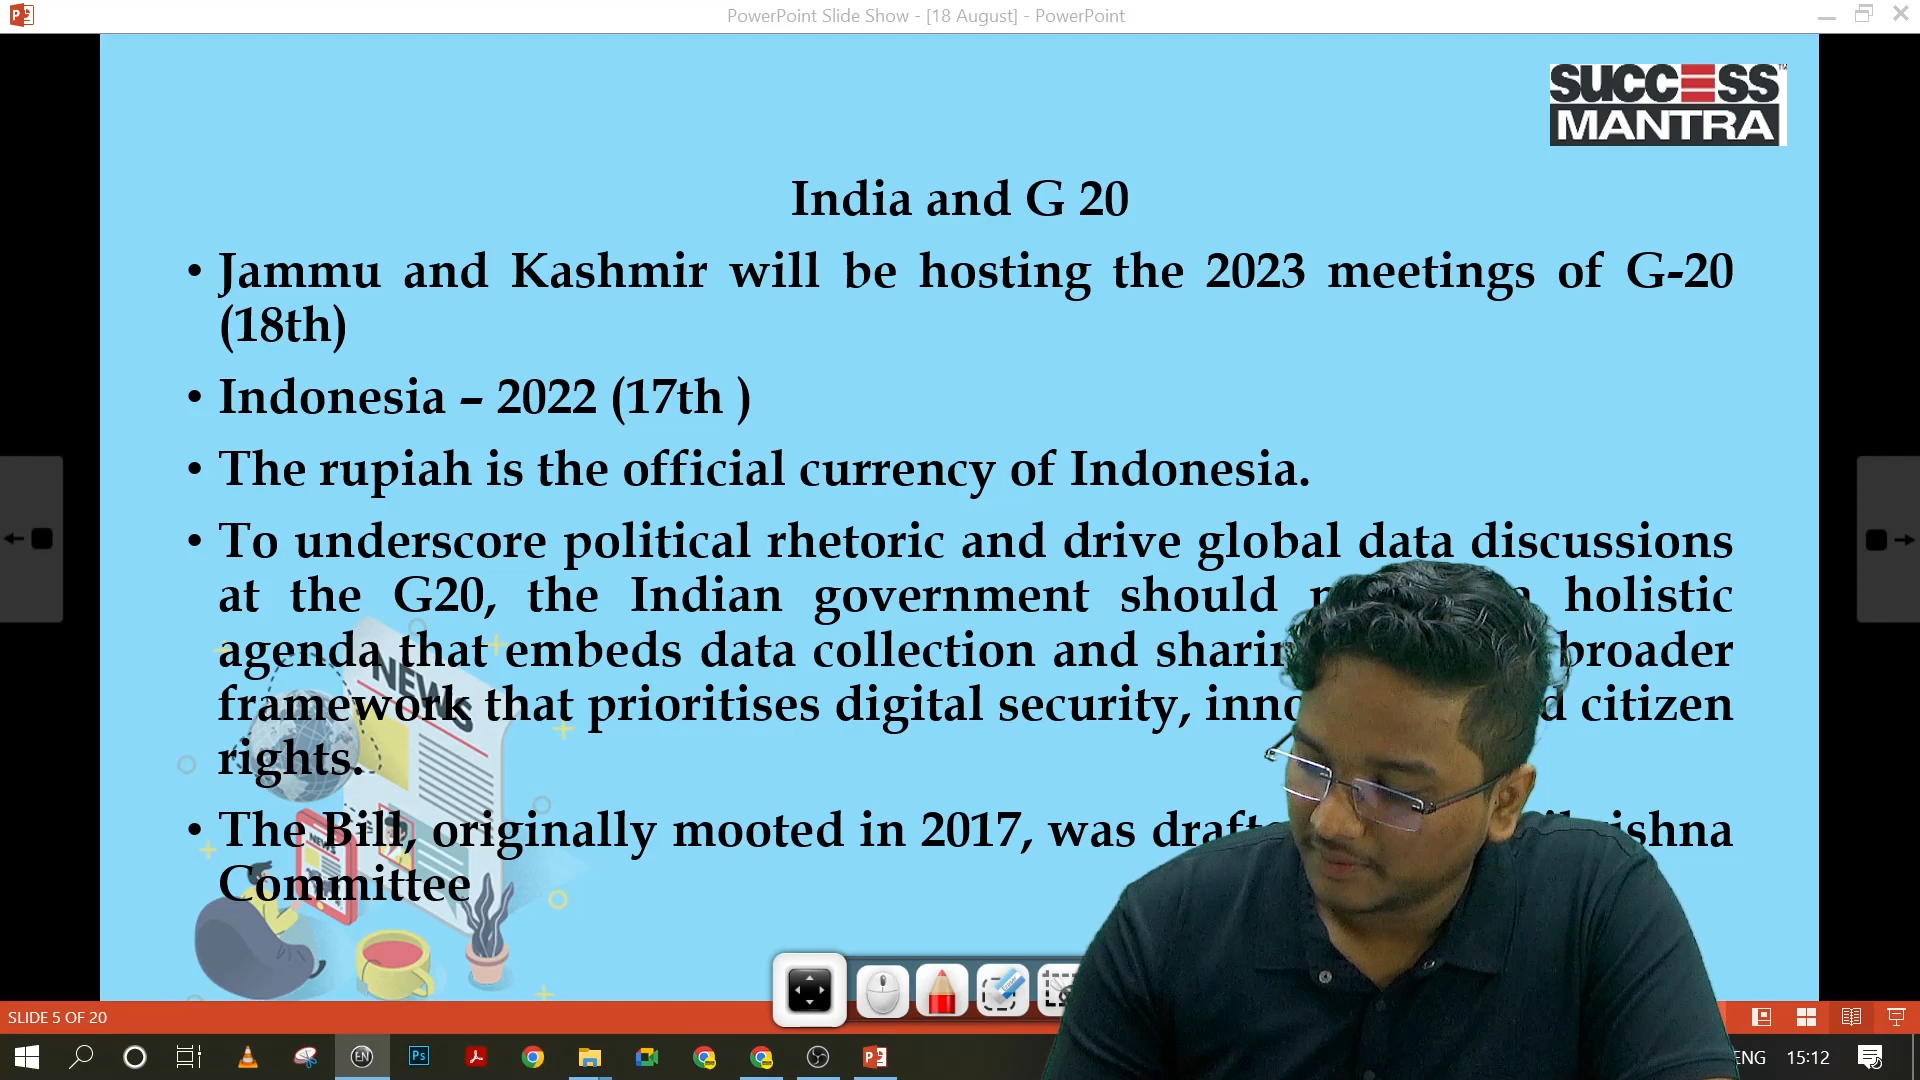 PowerPoint Slide Show - [18 August] - PowerPoint
SUCCESS
MANTRA
India and G 20
• Jammu and Kashmir will be hosting the 2023 meetings of G-20
(18th)
• Indonesia – 2022 (17th )
• The rupiah is the official currency of Indonesia.
• To underscore political rhetoric and drive global data discussions
at the G20, the Indian government should holistic
agenda that embeds data collection and broader
framework that prioritises digital security, citizen
rights.
• The Bill, originally mooted in 2017, was
Committee
NEWS
NEWS
SLIDE 5 OF 20
EN
Ps
ENG 15:12